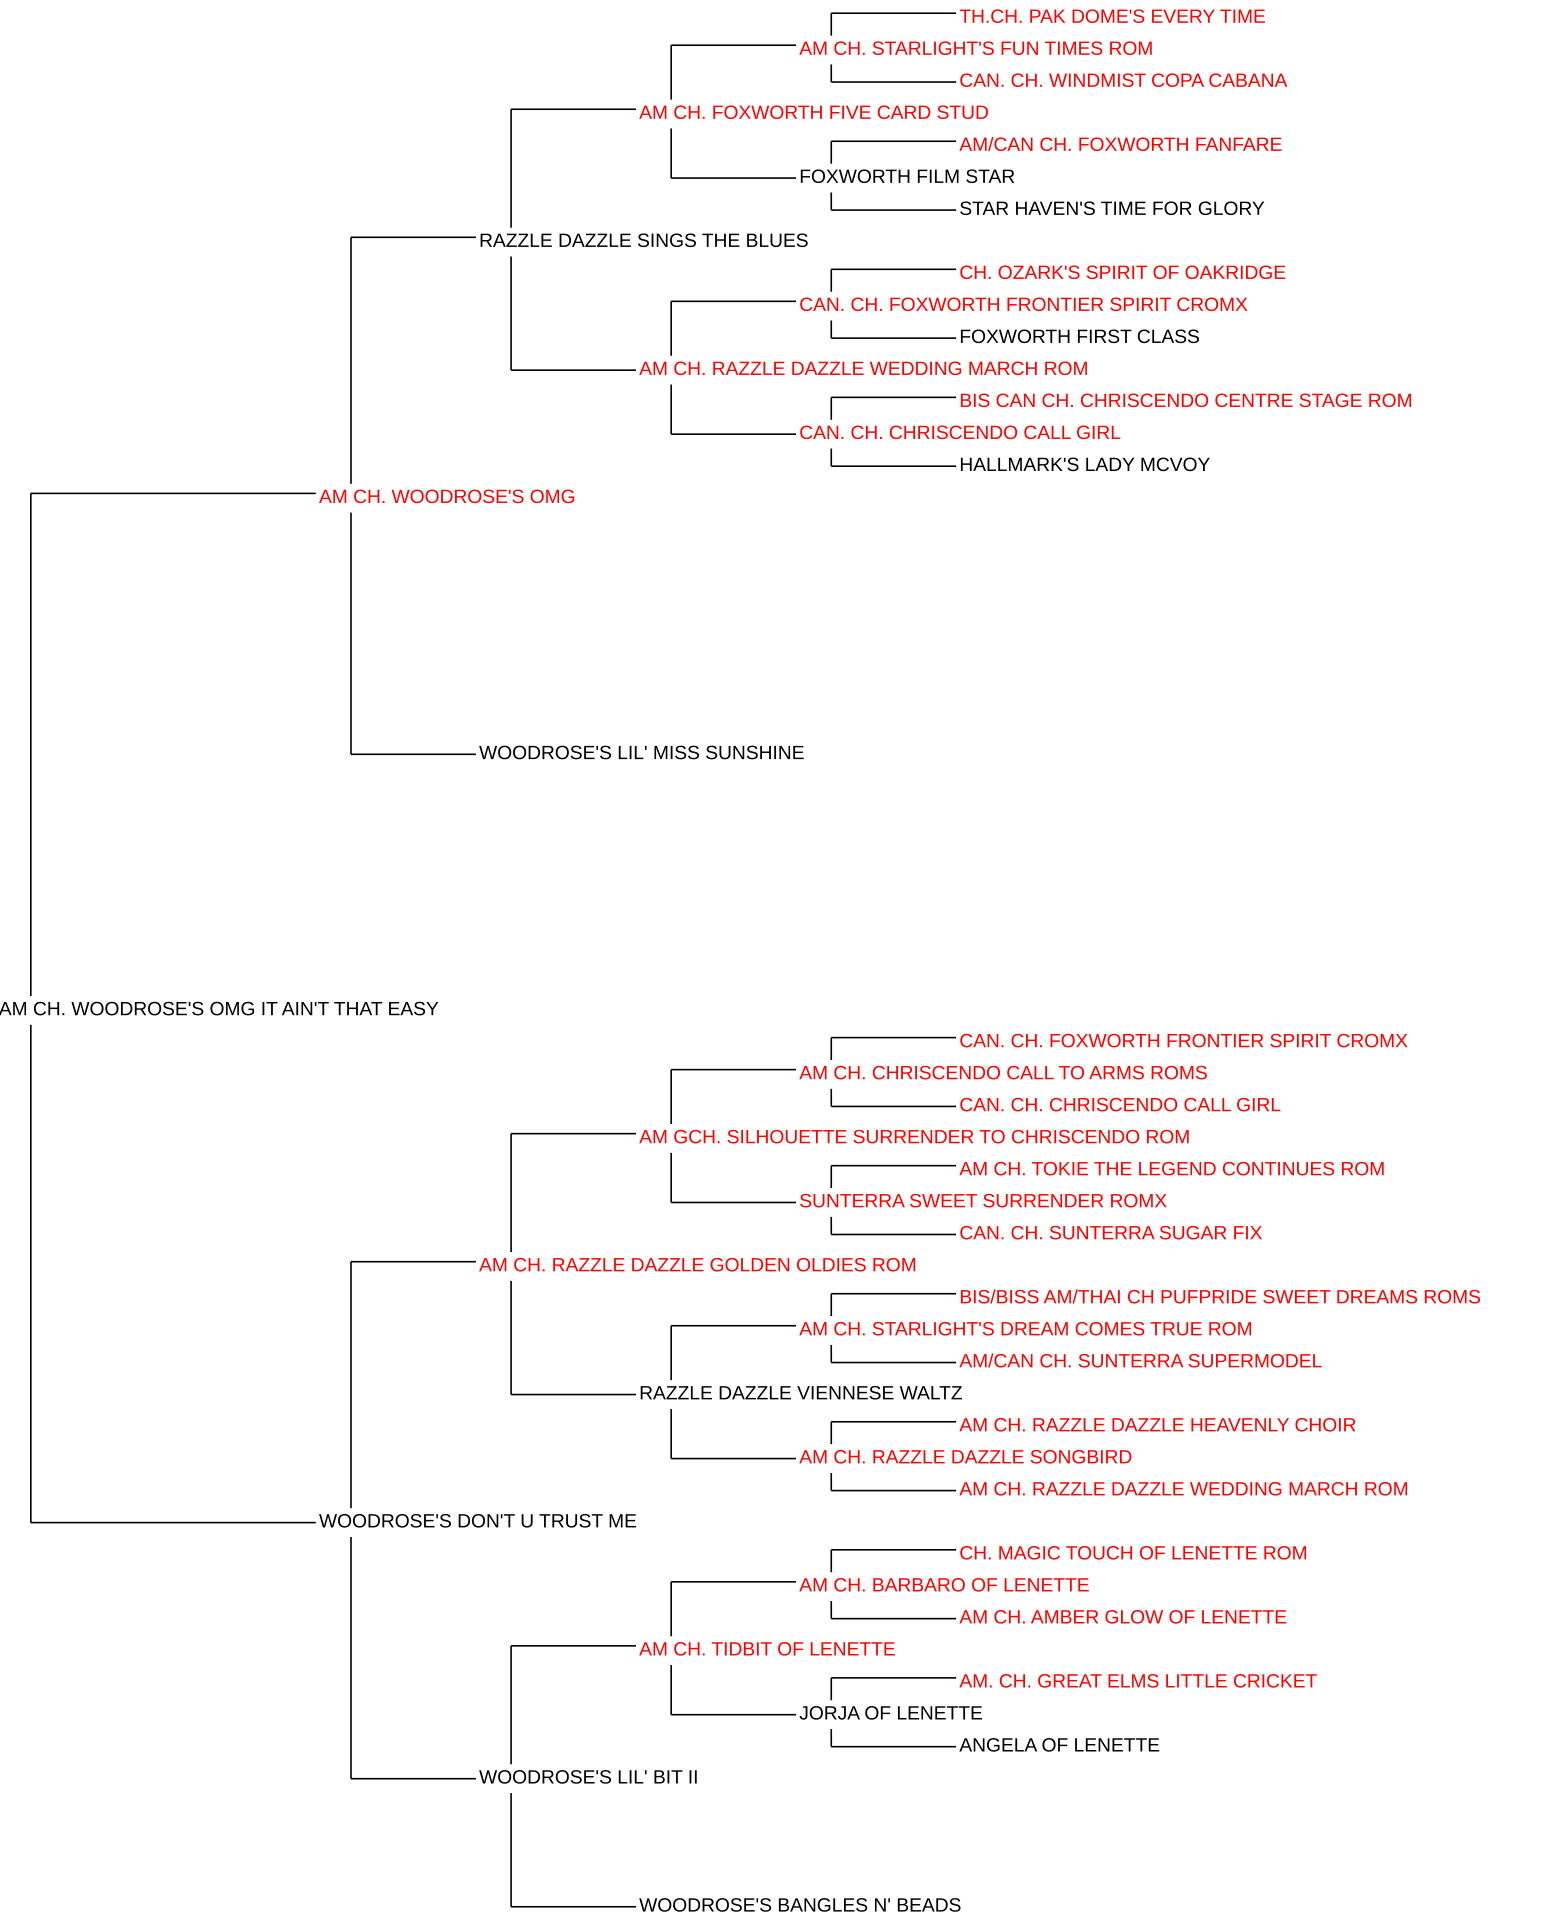 TH.CH. PAK DOME'S EVERY TIME
AM CH. STARLIGHT'S FUN TIMES ROM
CAN. CH. WINDMIST COPA CABANA
AM CH. FOXWORTH FIVE CARD STUD
AM/CAN CH. FOXWORTH FANFARE
FOXWORTH FILM STAR
STAR HAVEN'S TIME FOR GLORY
RAZZLE DAZZLE SINGS THE BLUES
CH. OZARK'S SPIRIT OF OAKRIDGE
CAN. CH. FOXWORTH FRONTIER SPIRIT CROMX
FOXWORTH FIRST CLASS
AM CH. RAZZLE DAZZLE WEDDING MARCH ROM
BIS CAN CH. CHRISCENDO CENTRE STAGE ROM
CAN. CH. CHRISCENDO CALL GIRL
HALLMARK'S LADY MCVOY
AM CH. WOODROSE'S OMG
WOODROSE'S LIL' MISS SUNSHINE
AM CH. WOODROSE'S OMG IT AIN'T THAT EASY
CAN. CH. FOXWORTH FRONTIER SPIRIT CROMX
AM CH. CHRISCENDO CALL TO ARMS ROMS
CAN. CH. CHRISCENDO CALL GIRL
AM GCH. SILHOUETTE SURRENDER TO CHRISCENDO ROM
AM CH. TOKIE THE LEGEND CONTINUES ROM
SUNTERRA SWEET SURRENDER ROMX
CAN. CH. SUNTERRA SUGAR FIX
AM CH. RAZZLE DAZZLE GOLDEN OLDIES ROM
BIS/BISS AM/THAI CH PUFPRIDE SWEET DREAMS ROMS
AM CH. STARLIGHT'S DREAM COMES TRUE ROM
AM/CAN CH. SUNTERRA SUPERMODEL
RAZZLE DAZZLE VIENNESE WALTZ
AM CH. RAZZLE DAZZLE HEAVENLY CHOIR
AM CH. RAZZLE DAZZLE SONGBIRD
AM CH. RAZZLE DAZZLE WEDDING MARCH ROM
WOODROSE'S DON'T U TRUST ME
CH. MAGIC TOUCH OF LENETTE ROM
AM CH. BARBARO OF LENETTE
AM CH. AMBER GLOW OF LENETTE
AM CH. TIDBIT OF LENETTE
AM. CH. GREAT ELMS LITTLE CRICKET
JORJA OF LENETTE
ANGELA OF LENETTE
WOODROSE'S LIL' BIT II
WOODROSE'S BANGLES N' BEADS